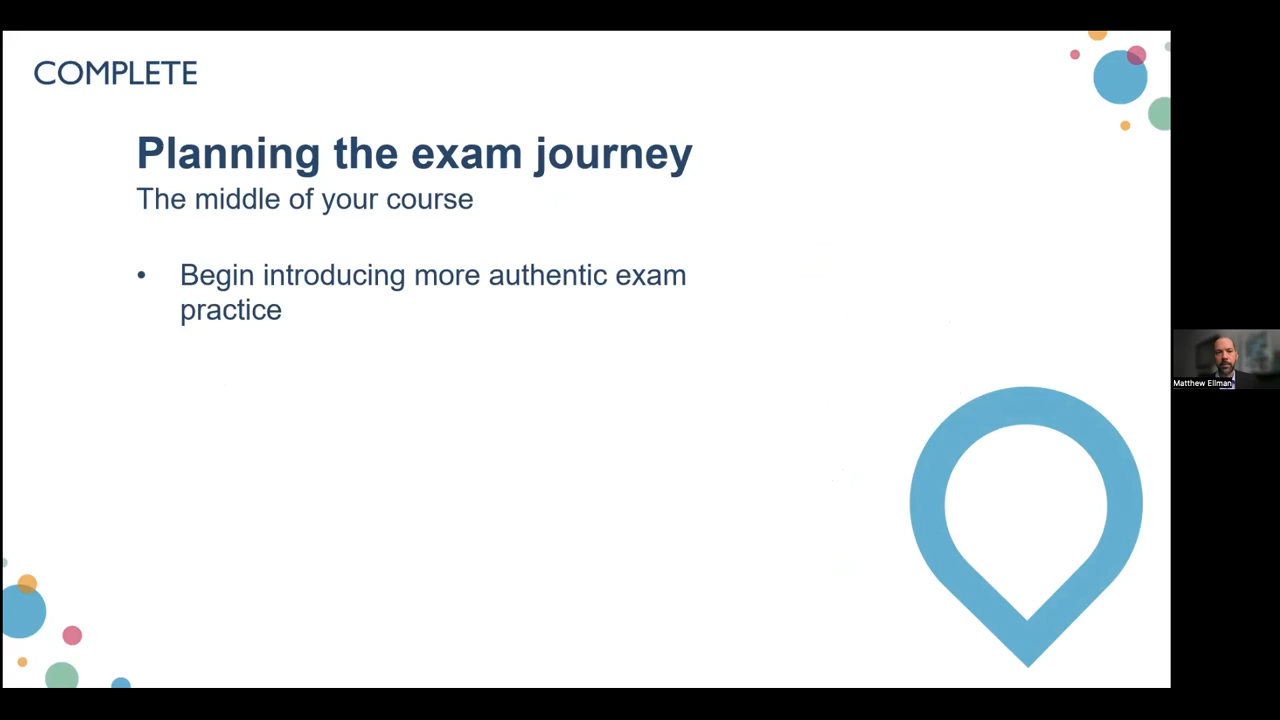 COMPLETE
Planning the exam journey
The middle of your course
• Begin introducing more authentic exam
practice
Matthew Ellman